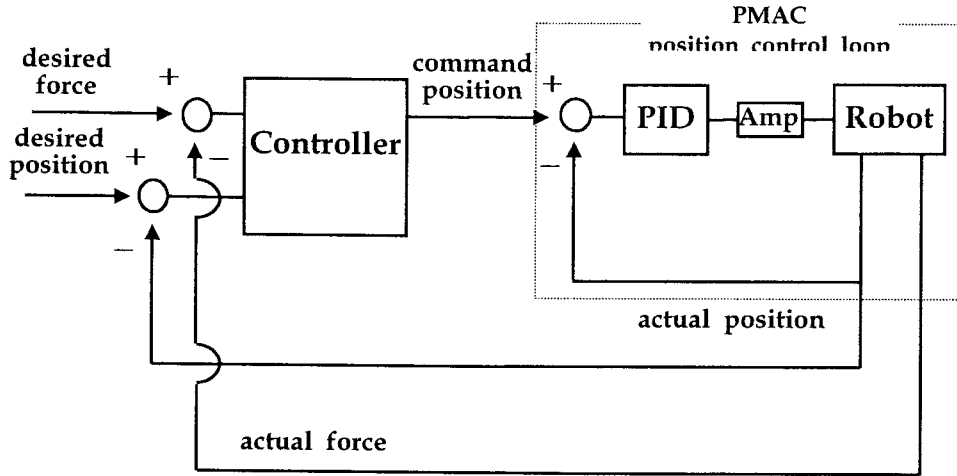 PMAC
position control loop
desired
force
+
command
position
+
PID
Amp
Robot
desired
position
+
−
Controller
−
−
actual position
actual force